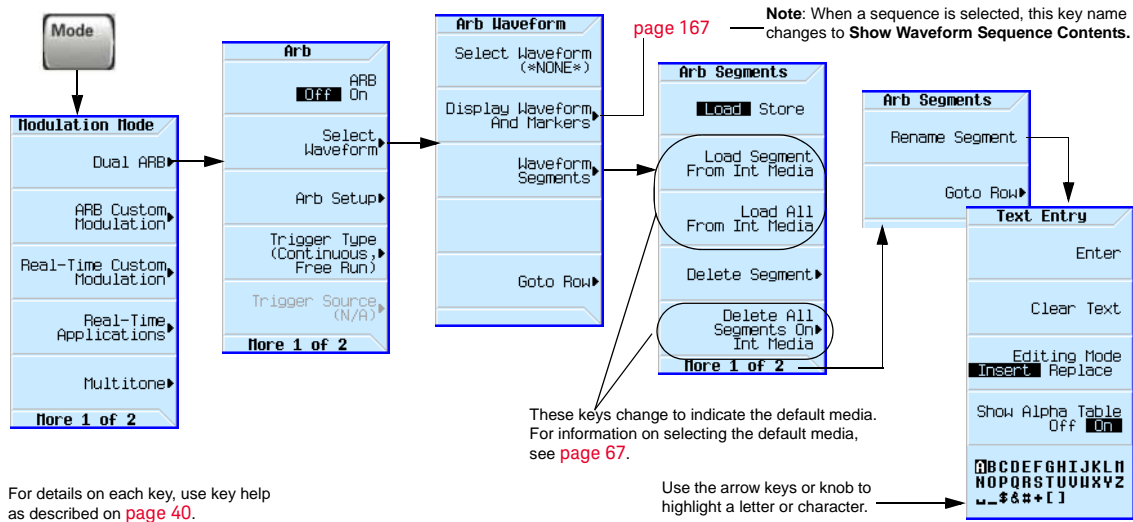 Mode
Modulation Mode
Dual ARB
ARB Custom
Modulation
Real-Time Custom
Modulation
Real-Time
Applications
Multitone
More 1 of 2
Arb
ARB
Off On
Select
Waveform
Arb Setup
Trigger Type
(Continuous,
Free Run)
Trigger Source
(N/A)
More 1 of 2
Arb Waveform
Select Waveform
(*NONE*)
Display Waveform
And Markers
Waveform
Segments
Goto Row
page 167
Note: When a sequence is selected, this key name
changes to Show Waveform Sequence Contents.
Arb Segments
Load Store
Load Segment
From Int Media
Load All
From Int Media
Delete Segment
Delete All
Segments On
Int Media
More 1 of 2
Arb Segments
Rename Segment
Goto Row
Text Entry
Enter
Clear Text
Editing Mode
Insert Replace
Show Alpha Table
Off On
ABCDEFGHIJKLM
NOPQRSTUVWXYZ
␣_$&#+[]
These keys change to indicate the default media.
For information on selecting the default media,
see page 67.
Use the arrow keys or knob to
highlight a letter or character.
For details on each key, use key help
as described on page 40.